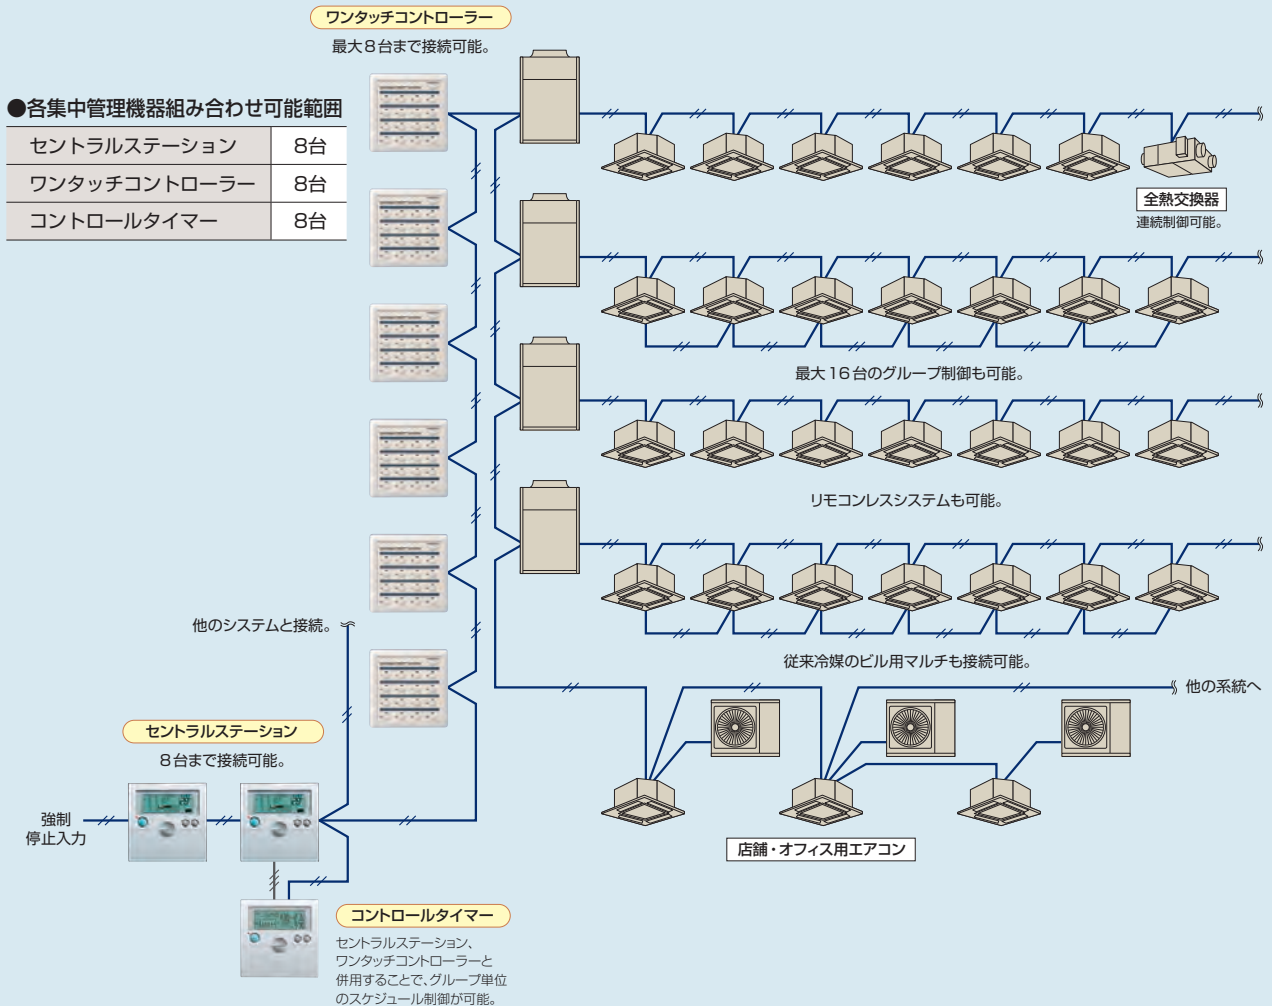 ワンタッチコントローラー
最大8台まで接続可能。
●各集中管理機器組み合わせ可能範囲
セントラルステーション 8台
ワンタッチコントローラー 8台
コントロールタイマー 8台
全熱交換器
連続制御可能。
最大16台のグループ制御も可能。
リモコンレスシステムも可能。
従来冷媒のビル用マルチも接続可能。
他のシステムと接続。
他の系統へ
セントラルステーション
8台まで接続可能。
強制
停止入力
店舗・オフィス用エアコン
コントロールタイマー
セントラルステーション、
ワンタッチコントローラーと
併用することで、グループ単位
のスケジュール制御が可能。